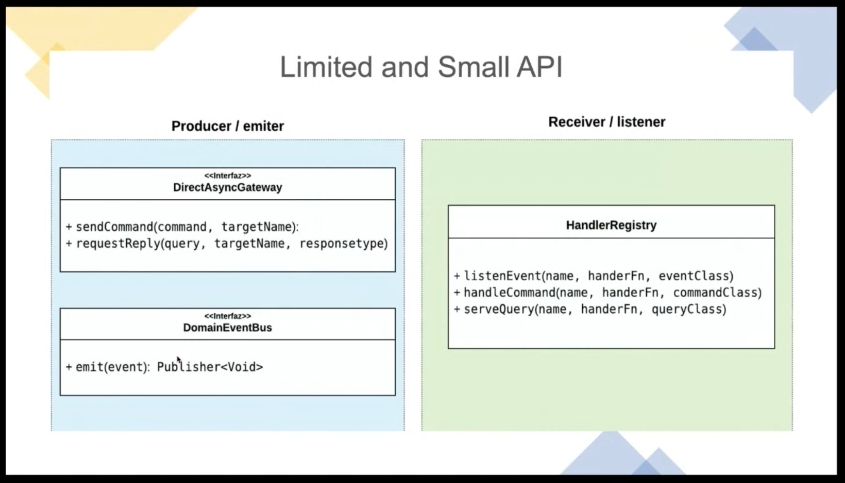 Limited and Small API
Producer / emiter
<<Interfaz>>
DirectAsyncGateway
+ sendCommand(command, targetName):
+ requestReply(query, targetName, responsetype)
<<Interfaz>>
DomainEventBus
+ emit(event): Publisher<Void>
Receiver / listener
HandlerRegistry
+ listenEvent(name, handerFn, eventClass)
+ handleCommand(name, handerFn, commandClass)
+ serveQuery(name, handerFn, queryClass)